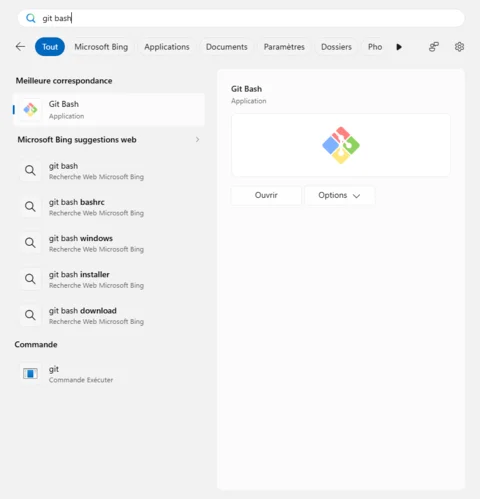 git bash
Tout
Microsoft Bing
Applications
Documents
Paramètres
Dossiers
Pho
Meilleure correspondance
Git Bash
Application
Microsoft Bing suggestions web
git bash
Recherche Web Microsoft Bing
git bash bashrc
Recherche Web Microsoft Bing
git bash windows
Recherche Web Microsoft Bing
git bash installer
Recherche Web Microsoft Bing
git bash download
Recherche Web Microsoft Bing
Commande
git
Commande Exécuter
Git Bash
Application
Ouvrir
Options